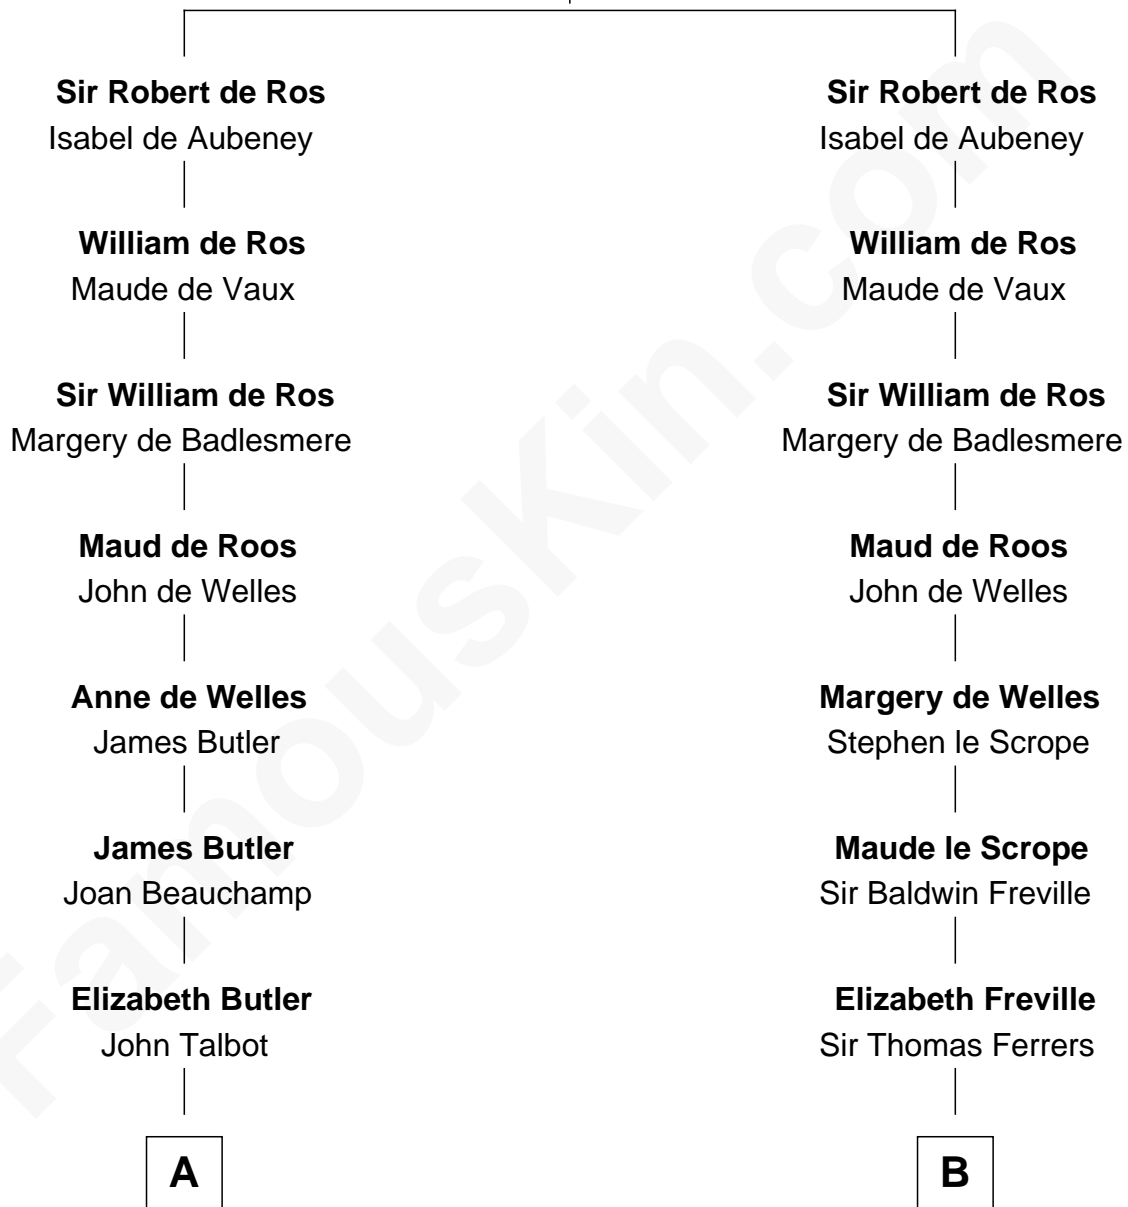 Sir Robert de Ros
Isabel de Aubeney
William de Ros
Maude de Vaux
Sir William de Ros
Margery de Badlesmere
Maud de Roos
John de Welles
Anne de Welles
James Butler
James Butler
Joan Beauchamp
Elizabeth Butler
John Talbot
A
Sir Robert de Ros
Isabel de Aubeney
William de Ros
Maude de Vaux
Sir William de Ros
Margery de Badlesmere
Maud de Roos
John de Welles
Margery de Welles
Stephen le Scrope
Maude le Scrope
Sir Baldwin Freville
Elizabeth Freville
Sir Thomas Ferrers
B
FamousKin.com